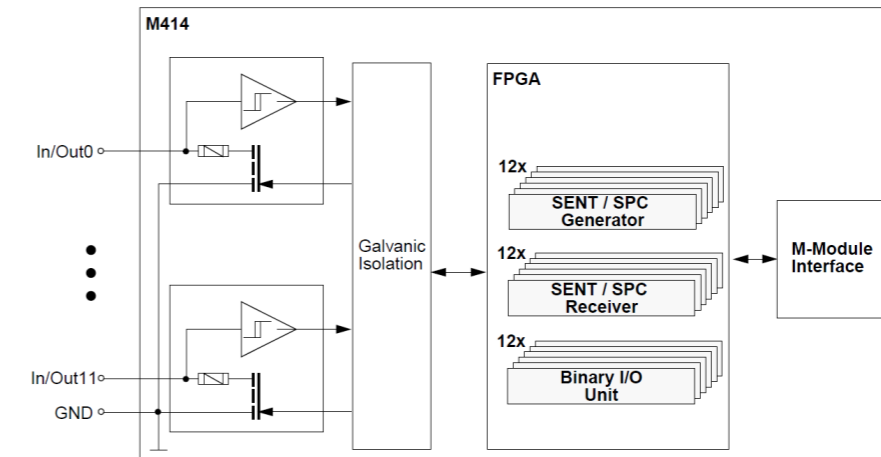 M414
FPGA
In/Out0
12x
SENT / SPC
Generator
Galvanic
Isolation
M-Module
Interface
12x
SENT / SPC
Receiver
12x
Binary I/O
Unit
In/Out11
GND